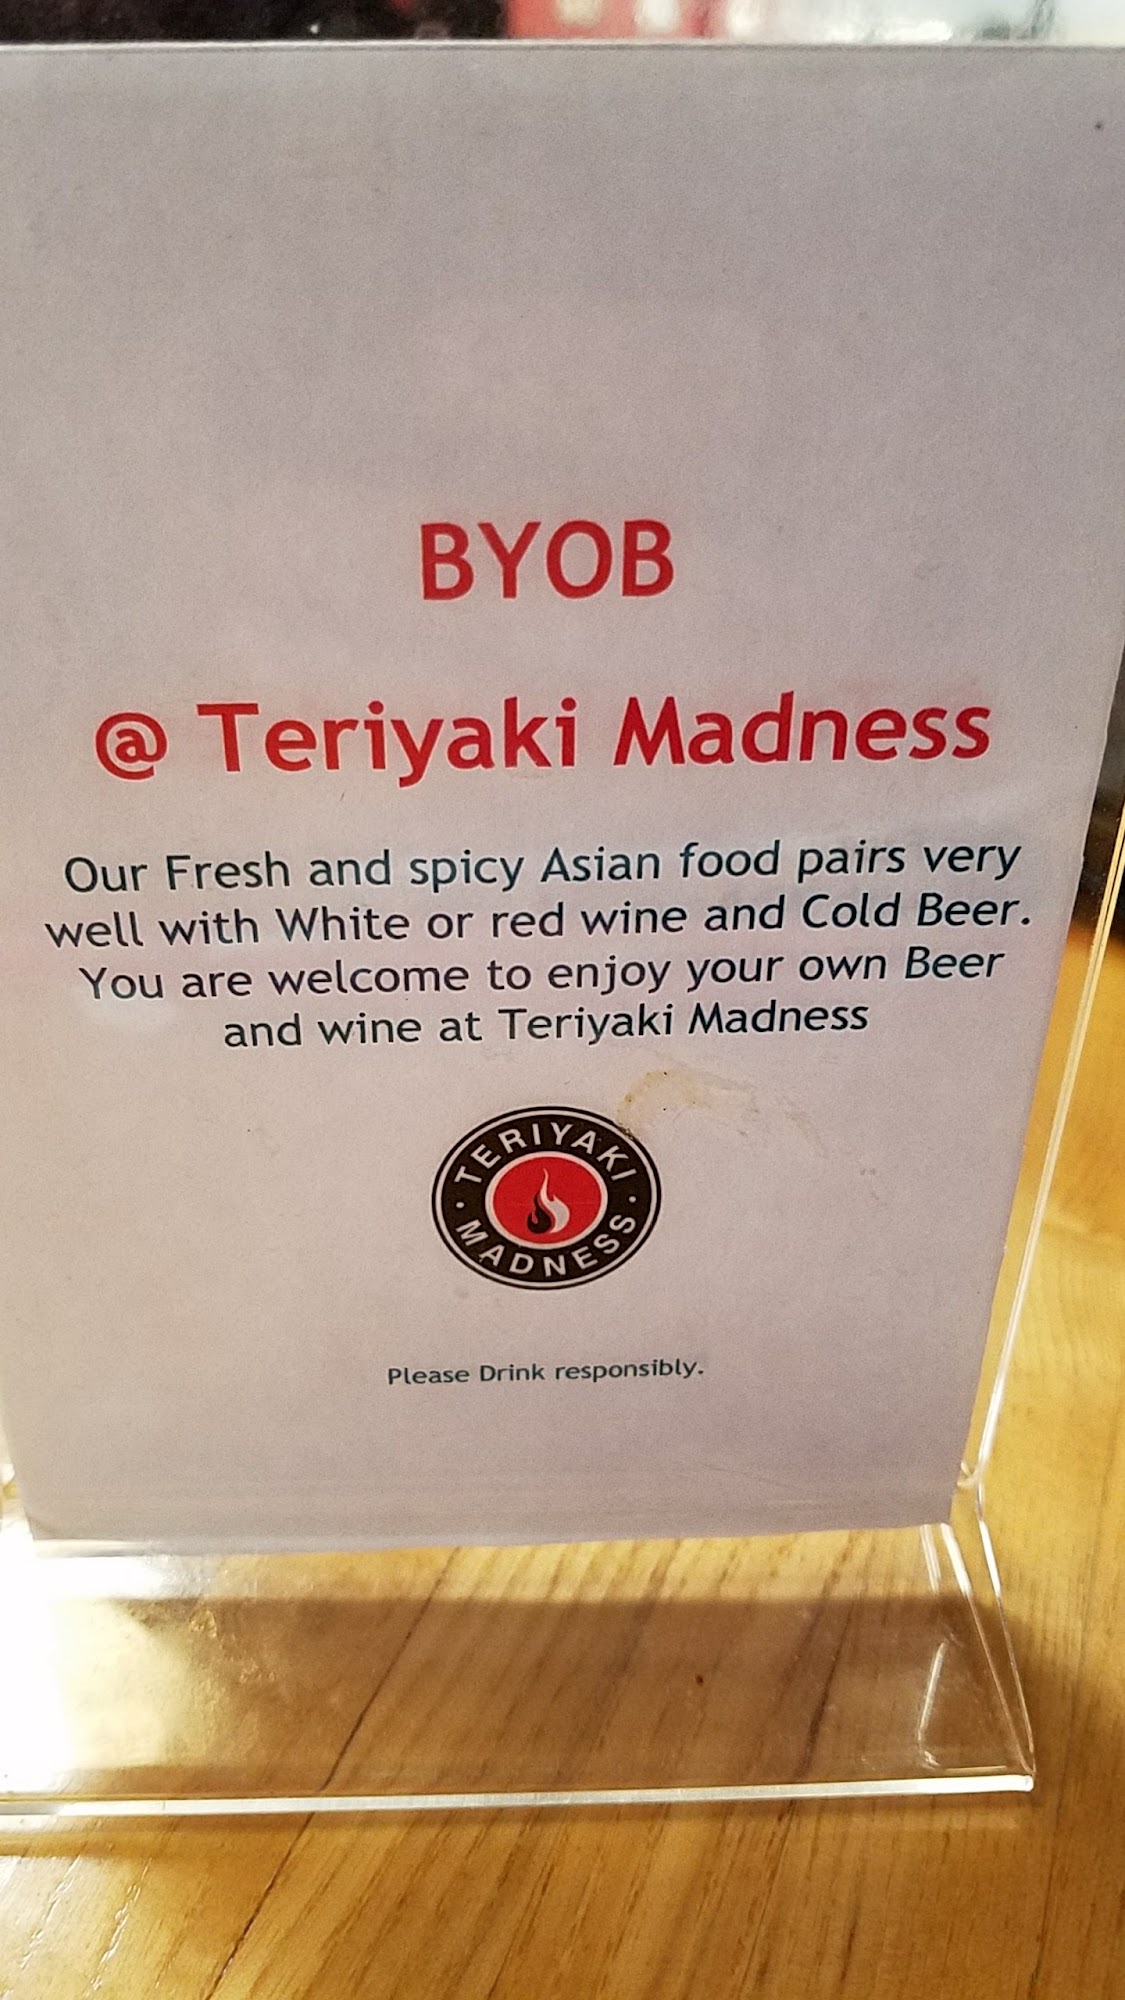 BYOB
@ Teriyaki Madness
Our Fresh and spicy Asian food pairs very
well with White or red wine and Cold Beer.
You are welcome to enjoy your own Beer
and wine at Teriyaki Madness
TERIYAKI
MADNESS
Please Drink responsibly.